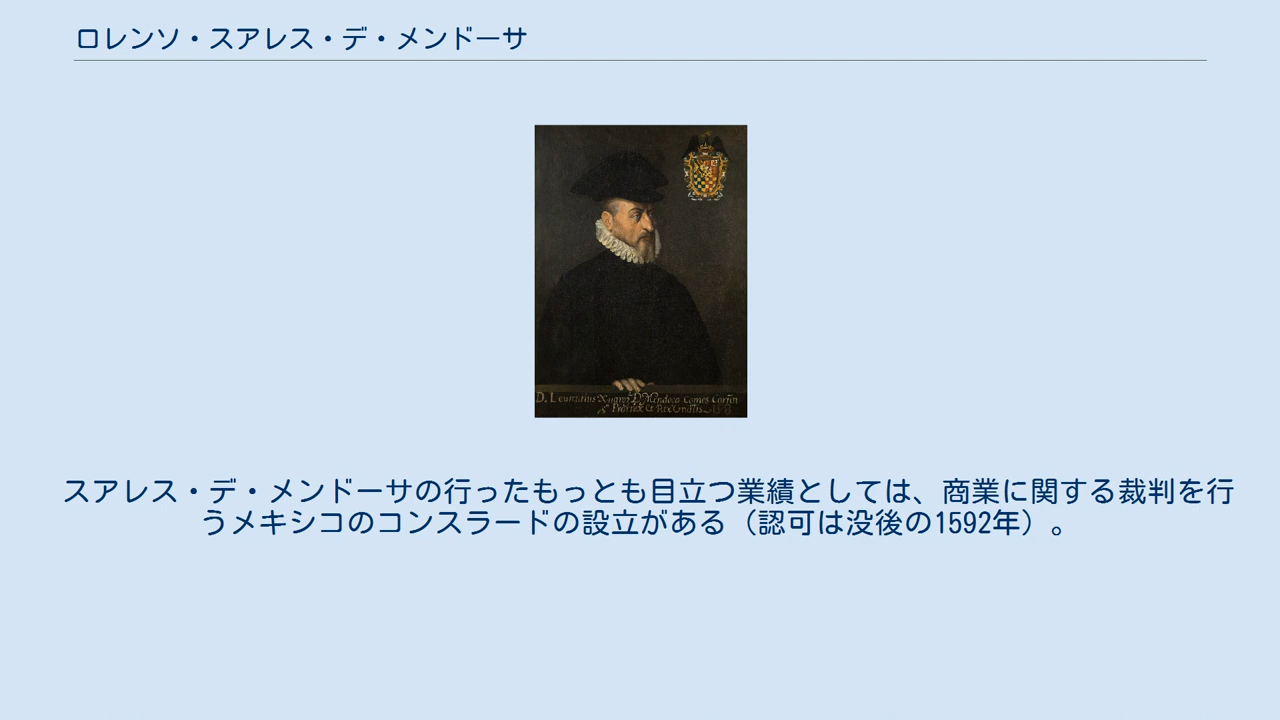 ロレンソ・スアレス・デ・メンドーサ
D. L Mendoca Comes
スアレス・デ・メンドーサの行ったもっとも目立つ業績としては、商業に関する裁判を行
うメキシコのコンスラードの設立がある（認可は没後の1592年）。